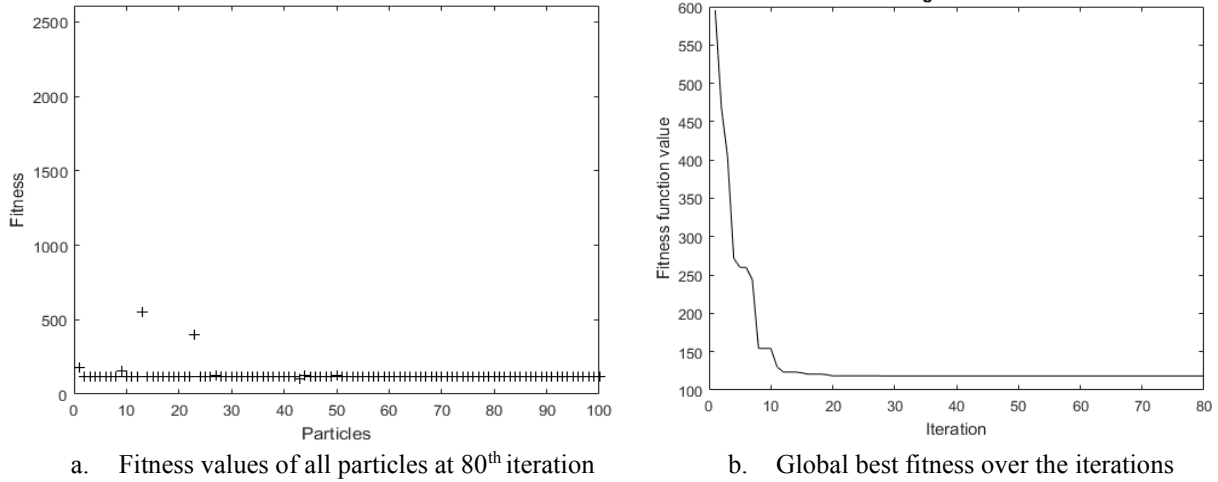 2500
2000
1500
1000
500
0
Fitness
0 10 20 30 40 50 60 70 80 90 100
Particles
a. Fitness values of all particles at 80th iteration
600
550
500
450
400
350
300
250
200
150
100
Fitness function value
0 10 20 30 40 50 60 70 80
Iteration
b. Global best fitness over the iterations